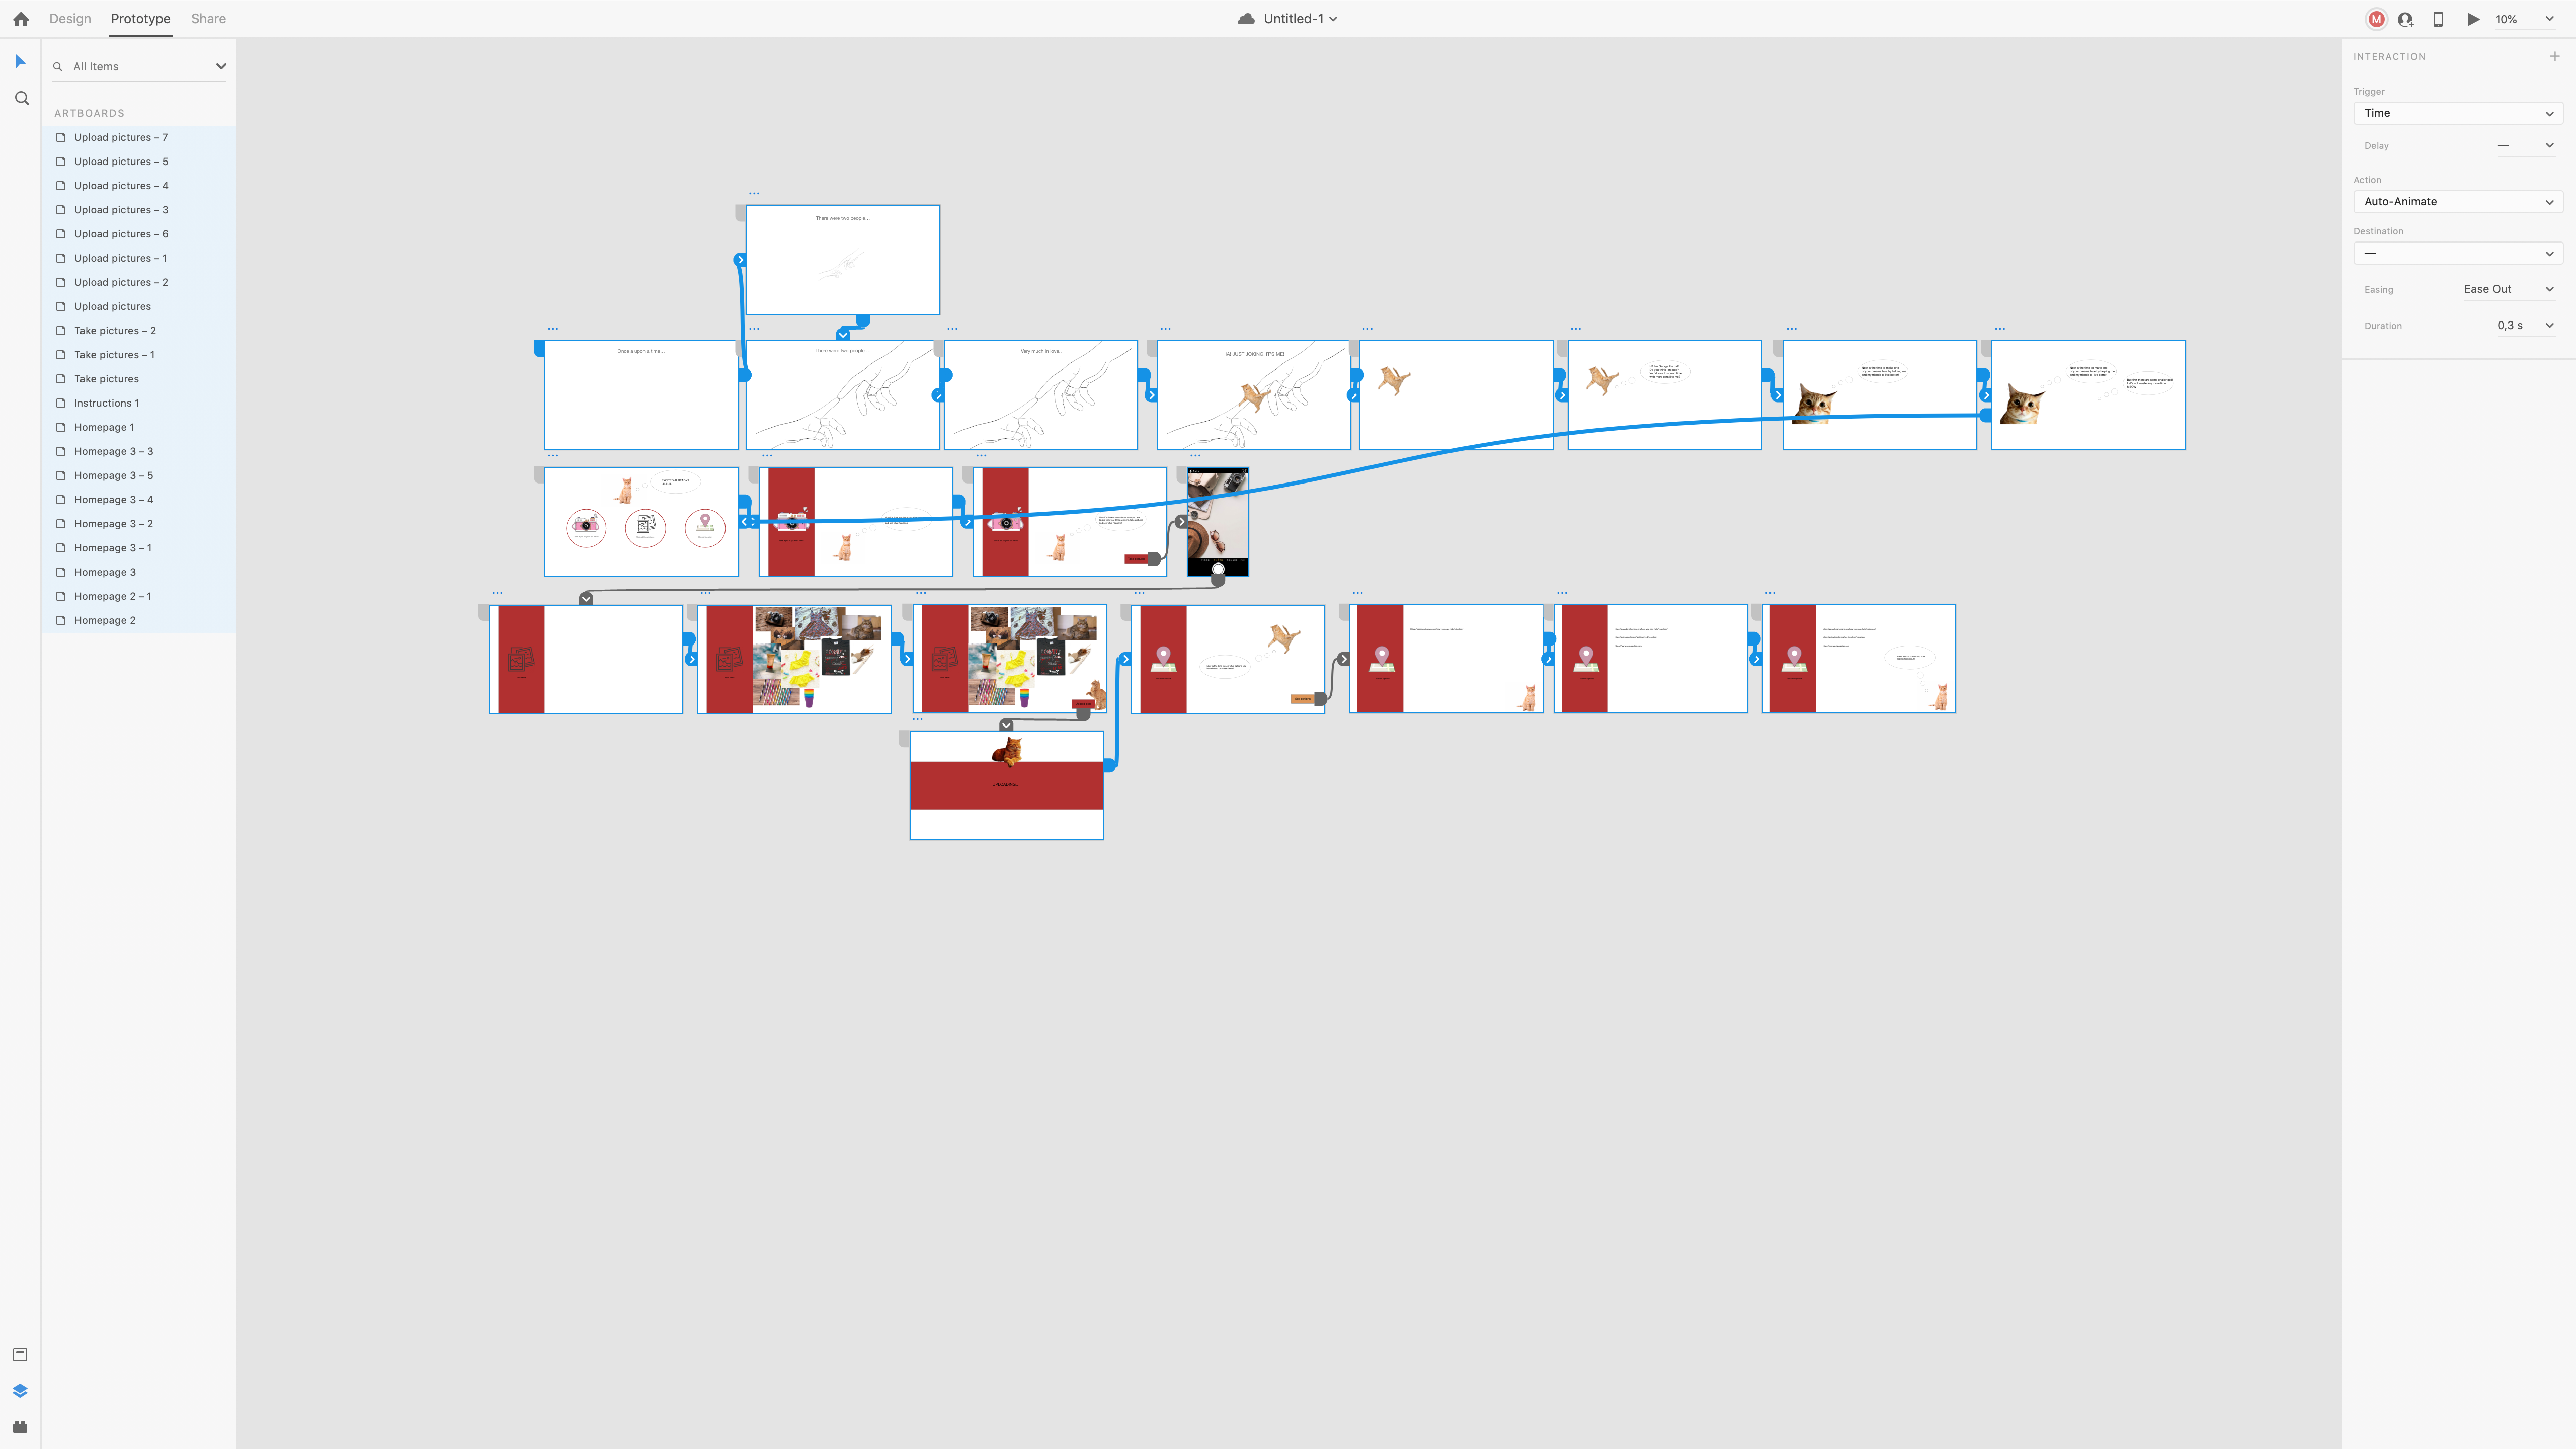 Design Prototype Share
Untitled-1
M
10%
All Items
ARTBOARDS
Upload pictures – 7
Upload pictures – 5
Upload pictures – 4
Upload pictures – 3
Upload pictures – 6
Upload pictures – 1
Upload pictures – 2
Upload pictures
Take pictures – 2
Take pictures – 1
Take pictures
Instructions 1
Homepage 1
Homepage 3 – 3
Homepage 3 – 5
Homepage 3 – 4
Homepage 3 – 2
Homepage 3 – 1
Homepage 3
Homepage 2 – 1
Homepage 2
There were two people....
Once a upon a time....
There were two people ...
Very much in love..
HA! JUST JOKING! IT'S ME!
UPLOADING...
INTERACTION
Trigger
Time
Delay —
Action
Auto-Animate
Destination
—
Easing Ease Out
Duration 0,3 s